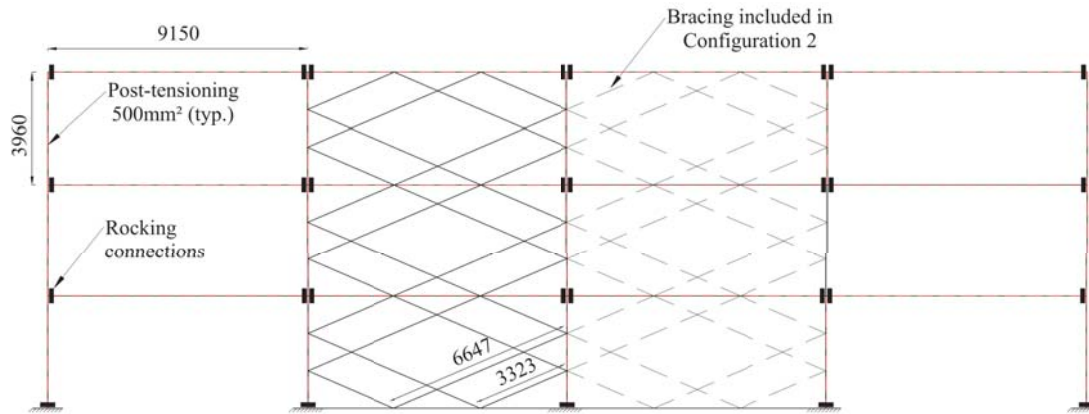 9150
Bracing included in
Configuration 2
Post-tensioning
500mm² (typ.)
3960
Rocking
connections
6647
3323